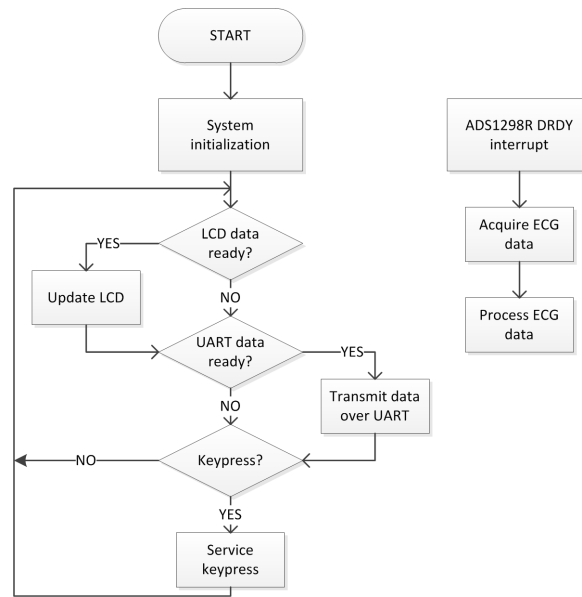 START
System
initialization
LCD data
ready?
YES
Update LCD
NO
UART data
ready?
YES
Transmit data
over UART
NO
Keypress?
NO
YES
Service
keypress
ADS1298R DRDY
interrupt
Acquire ECG
data
Process ECG
data